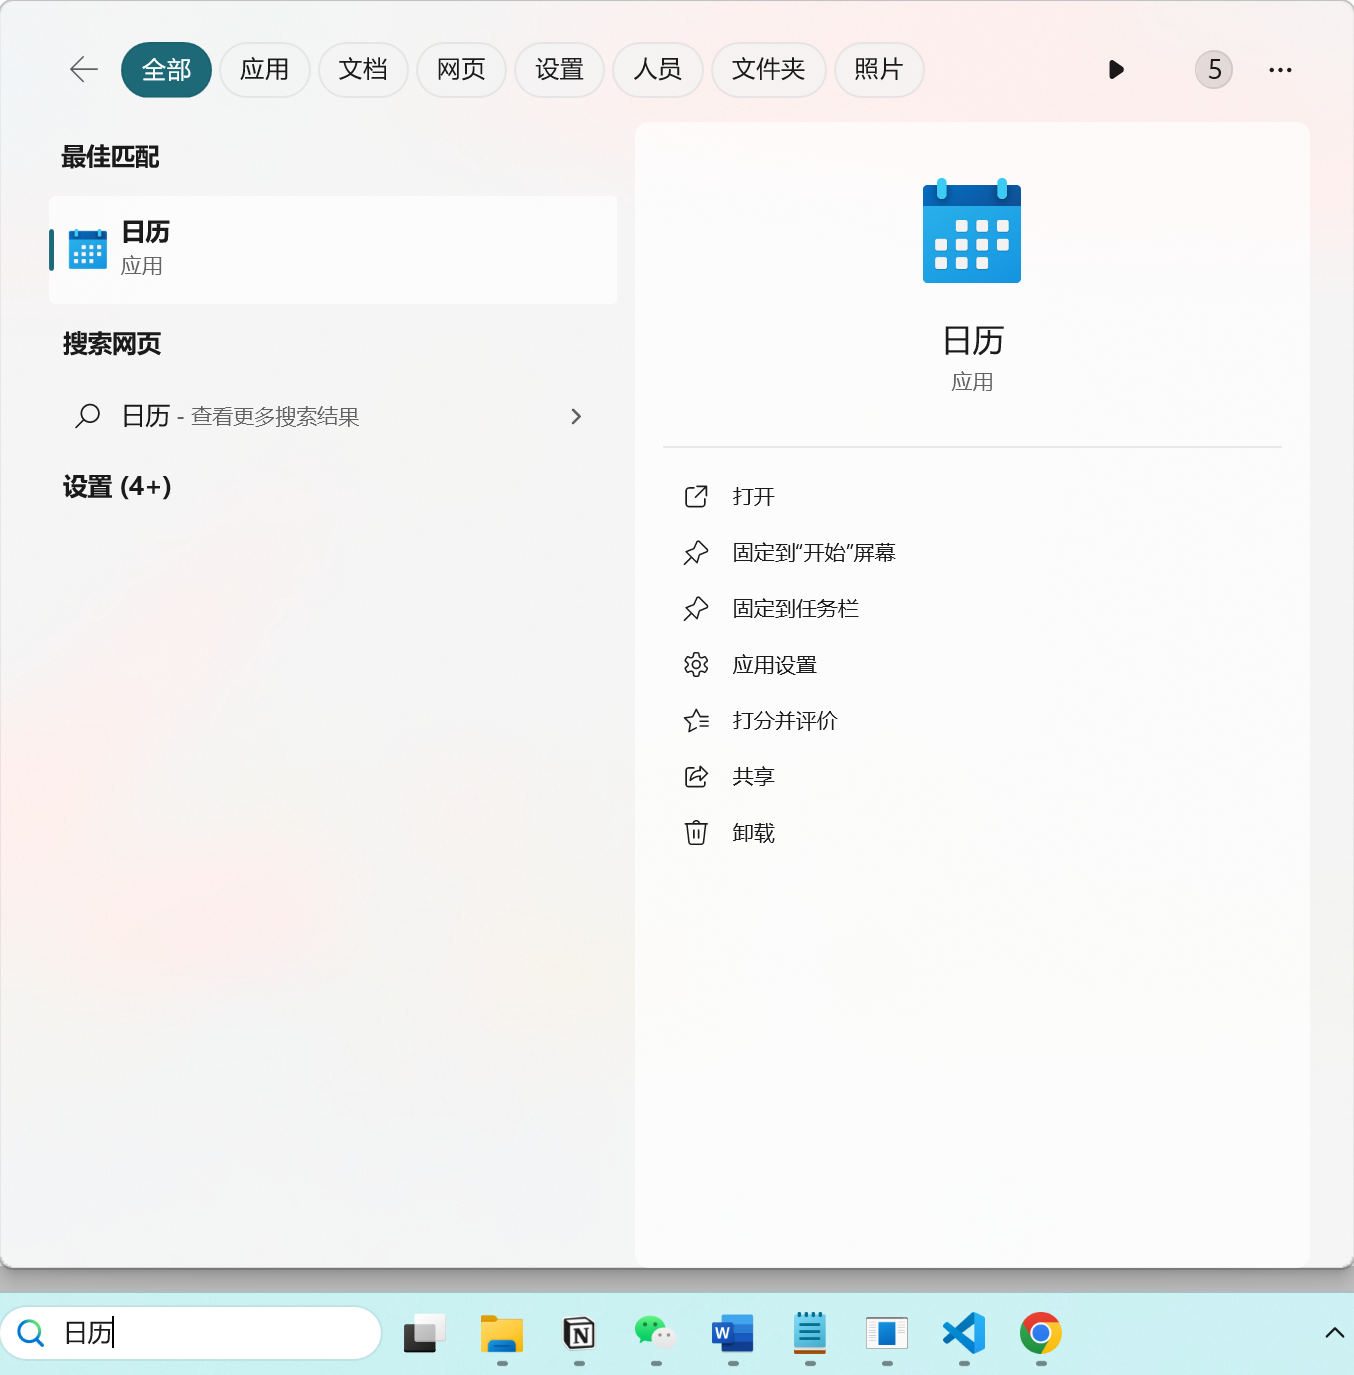 全部 应用 文档 网页 设置 人员 文件夹 照片 5
最佳匹配
日历
应用
搜索网页
日历 - 查看更多搜索结果
设置 (4+)
日历
应用
打开
固定到“开始”屏幕
固定到任务栏
应用设置
打分并评价
共享
卸载
日历